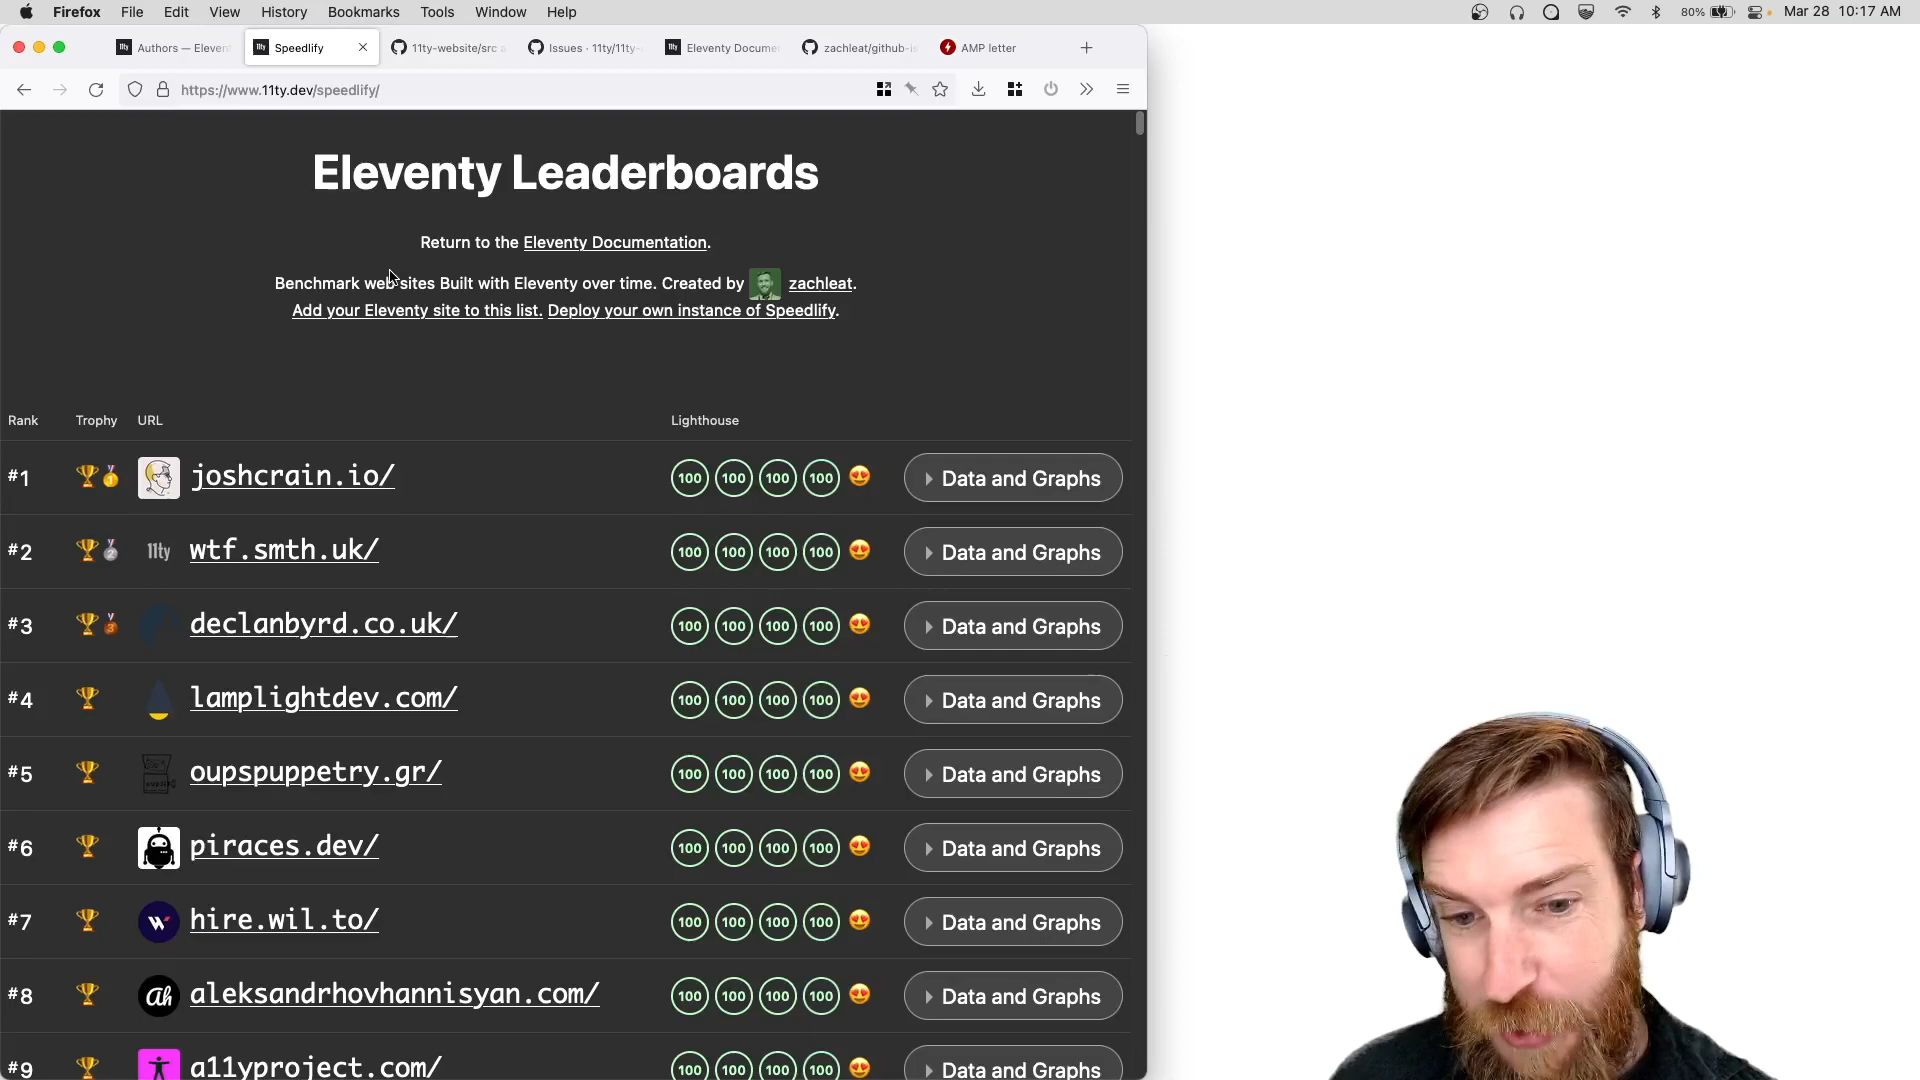 Firefox File Edit View History Bookmarks Tools Window Help 80% Mar 28 10:17 AM
Authors — Eleven Speedlify 11ty-website/src Issues · 11ty/11ty- Eleventy Docume zachleat/github-is AMP letter
https://www.11ty.dev/speedlify/
Eleventy Leaderboards
Return to the Eleventy Documentation.
Benchmark websites Built with Eleventy over time. Created by zachleat.
Add your Eleventy site to this list. Deploy your own instance of Speedlify.
Rank Trophy URL Lighthouse
#1 joshcrain.io/ 100 100 100 100 Data and Graphs
#2 11ty wtf.smth.uk/ 100 100 100 100 Data and Graphs
#3 declanbyrd.co.uk/ 100 100 100 100 Data and Graphs
#4 lamplightdev.com/ 100 100 100 100 Data and Graphs
#5 oupspuppetry.gr/ 100 100 100 100 Data and Graphs
#6 piraces.dev/ 100 100 100 100 Data and Graphs
#7 hire.wil.to/ 100 100 100 100 Data and Graphs
#8 ah aleksandrhovhannisyan.com/ 100 100 100 100 Data and Graphs
#9 a11yproject.com/ 100 100 100 100 Data and Graphs